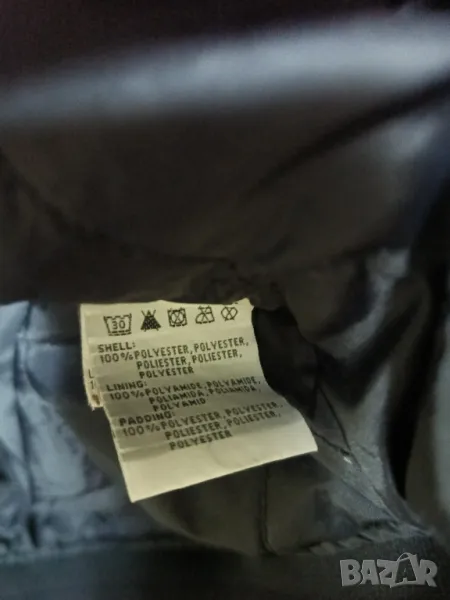 30
SHELL:
100%POLYESTER,POLYESTER,
POLIESTER,POLIESTER,
POLYESTER
LINING:
100%POLYAMIDE,POLYAMIDE,
POLIAMIDA,POLIAMIDA,
POLYAMID
PADDING:
100%POLYESTER,POLYESTER,
POLIESTER,POLIESTER,
POLYESTER
BAZAR